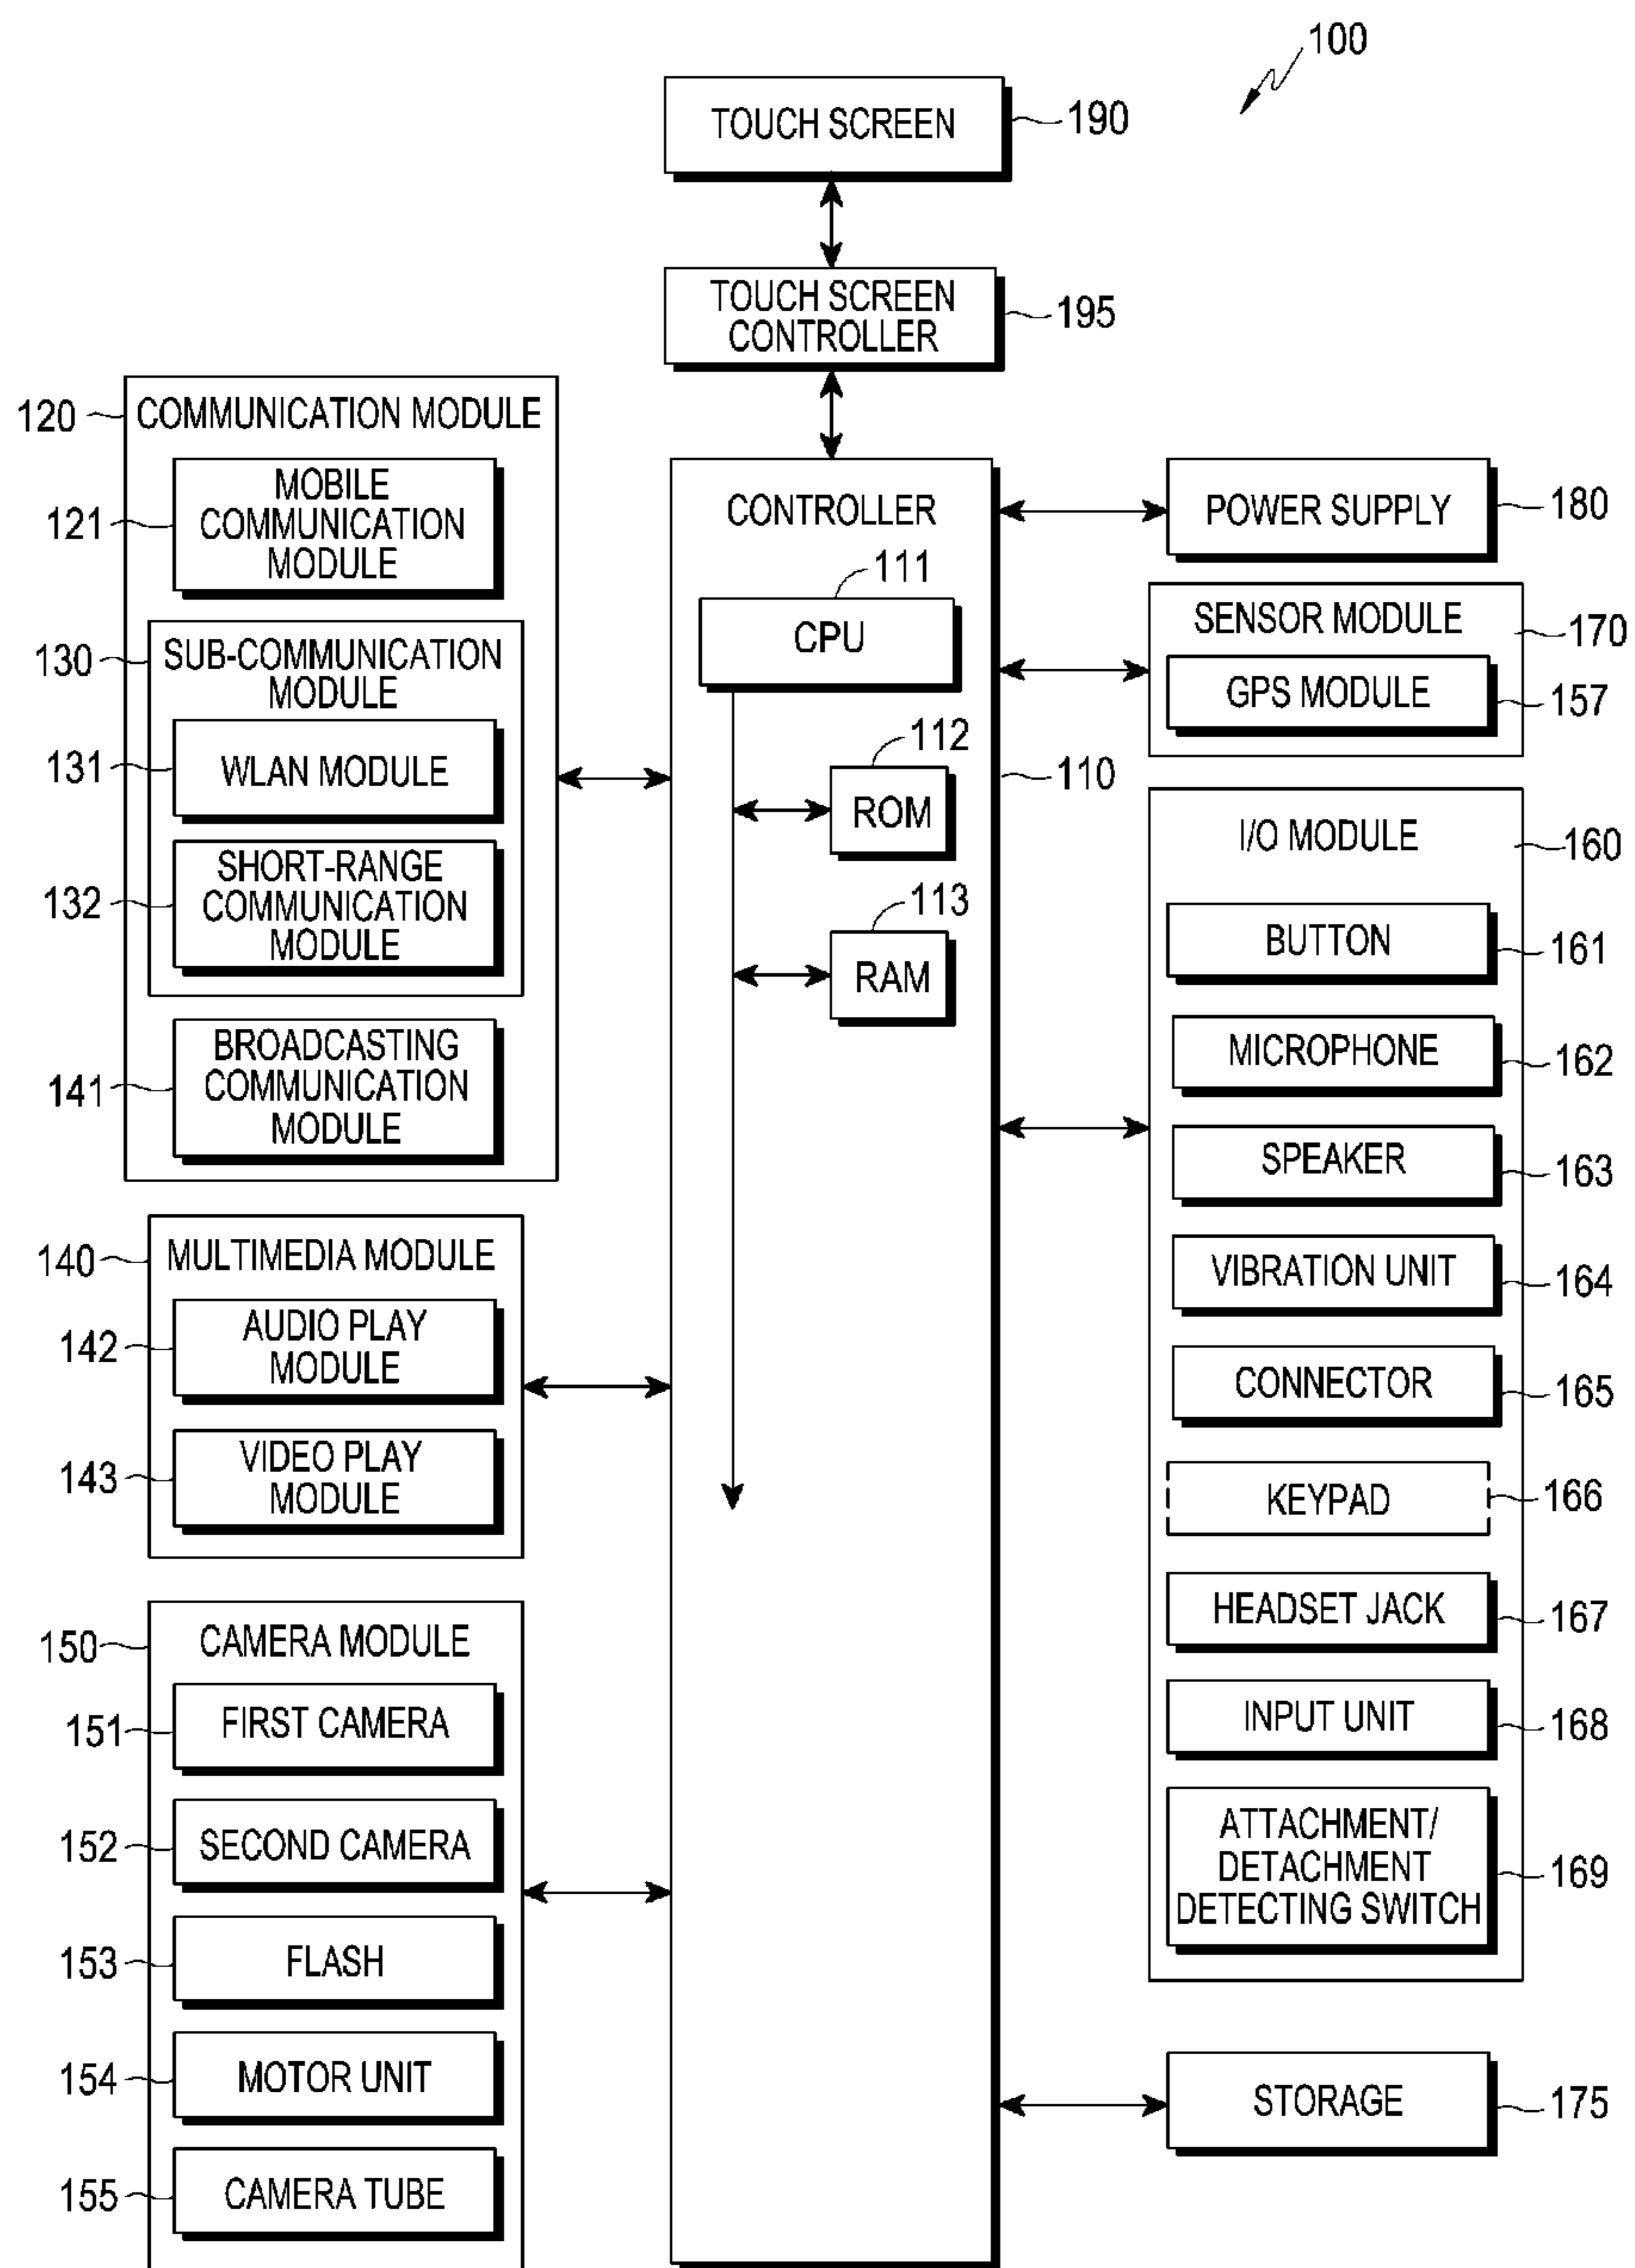 100
TOUCH SCREEN
190
TOUCH SCREEN
CONTROLLER
195
120
COMMUNICATION MODULE
121
MOBILE
COMMUNICATION
MODULE
130
SUB-COMMUNICATION
MODULE
131
WLAN MODULE
132
SHORT-RANGE
COMMUNICATION
MODULE
141
BROADCASTING
COMMUNICATION
MODULE
140
MULTIMEDIA MODULE
142
AUDIO PLAY
MODULE
143
VIDEO PLAY
MODULE
150
CAMERA MODULE
151
FIRST CAMERA
152
SECOND CAMERA
153
FLASH
154
MOTOR UNIT
155
CAMERA TUBE
CONTROLLER
111
CPU
112
ROM
113
RAM
110
POWER SUPPLY
180
SENSOR MODULE
170
GPS MODULE
157
I/O MODULE
160
BUTTON
161
MICROPHONE
162
SPEAKER
163
VIBRATION UNIT
164
CONNECTOR
165
KEYPAD
166
HEADSET JACK
167
INPUT UNIT
168
ATTACHMENT/
DETACHMENT
DETECTING SWITCH
169
STORAGE
175